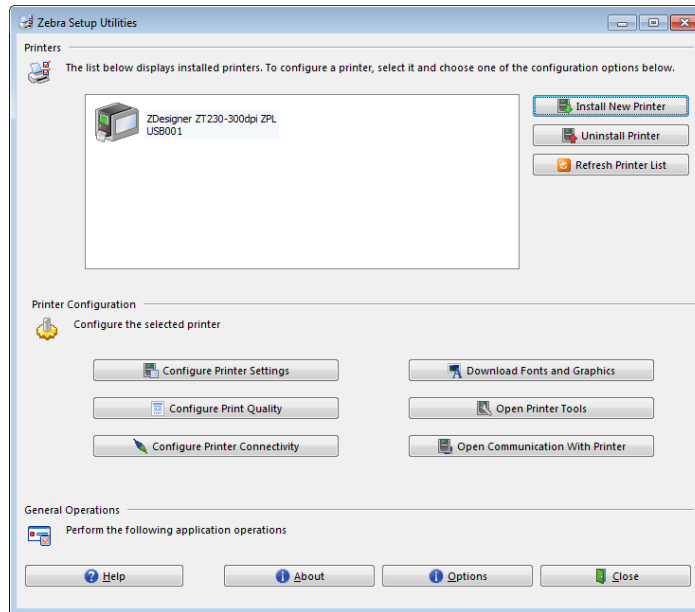 Zebra Setup Utilities
Printers
The list below displays installed printers. To configure a printer, select it and choose one of the configuration options below.
ZDesigner ZT230-300dpi ZPL
USB001
Install New Printer
Uninstall Printer
Refresh Printer List
Printer Configuration
Configure the selected printer
Configure Printer Settings
Download Fonts and Graphics
Configure Print Quality
Open Printer Tools
Configure Printer Connectivity
Open Communication With Printer
General Operations
Perform the following application operations
Help
About
Options
Close